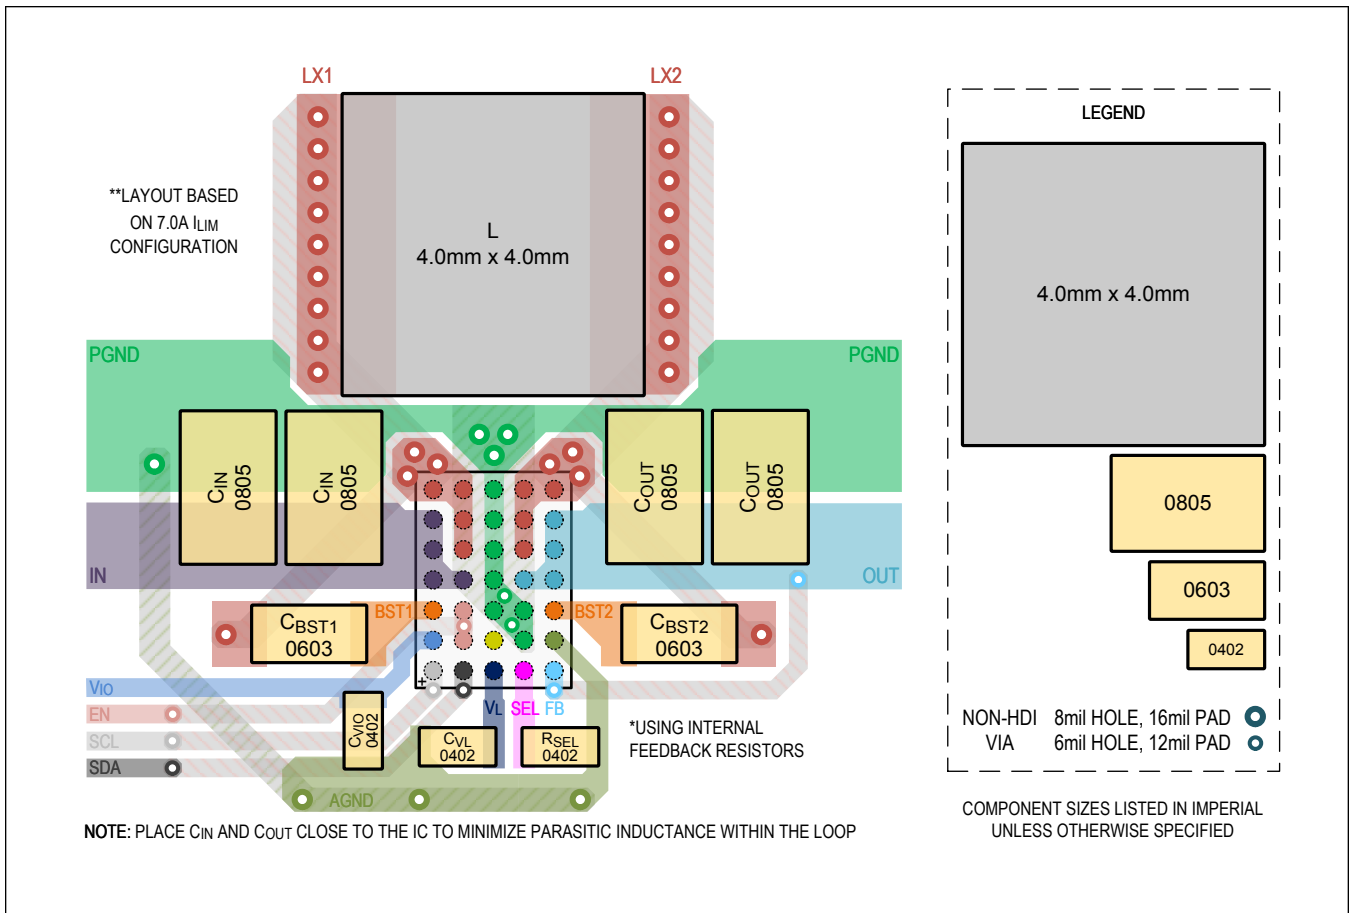 LX1
LX2
**LAYOUT BASED
ON 7.0A ILIM
CONFIGURATION
L
4.0mm x 4.0mm
PGND
PGND
CIN
0805
CIN
0805
COUT
0805
COUT
0805
IN
OUT
BST1
BST2
CBST1
0603
CBST2
0603
VIO
EN
SCL
SDA
CVIO
0402
+
VL
SEL
FB
CVL
0402
RSEL
0402
*USING INTERNAL
FEEDBACK RESISTORS
AGND
NOTE: PLACE CIN AND COUT CLOSE TO THE IC TO MINIMIZE PARASITIC INDUCTANCE WITHIN THE LOOP
LEGEND
4.0mm x 4.0mm
0805
0603
0402
NON-HDI 8mil HOLE, 16mil PAD
VIA 6mil HOLE, 12mil PAD
COMPONENT SIZES LISTED IN IMPERIAL
UNLESS OTHERWISE SPECIFIED